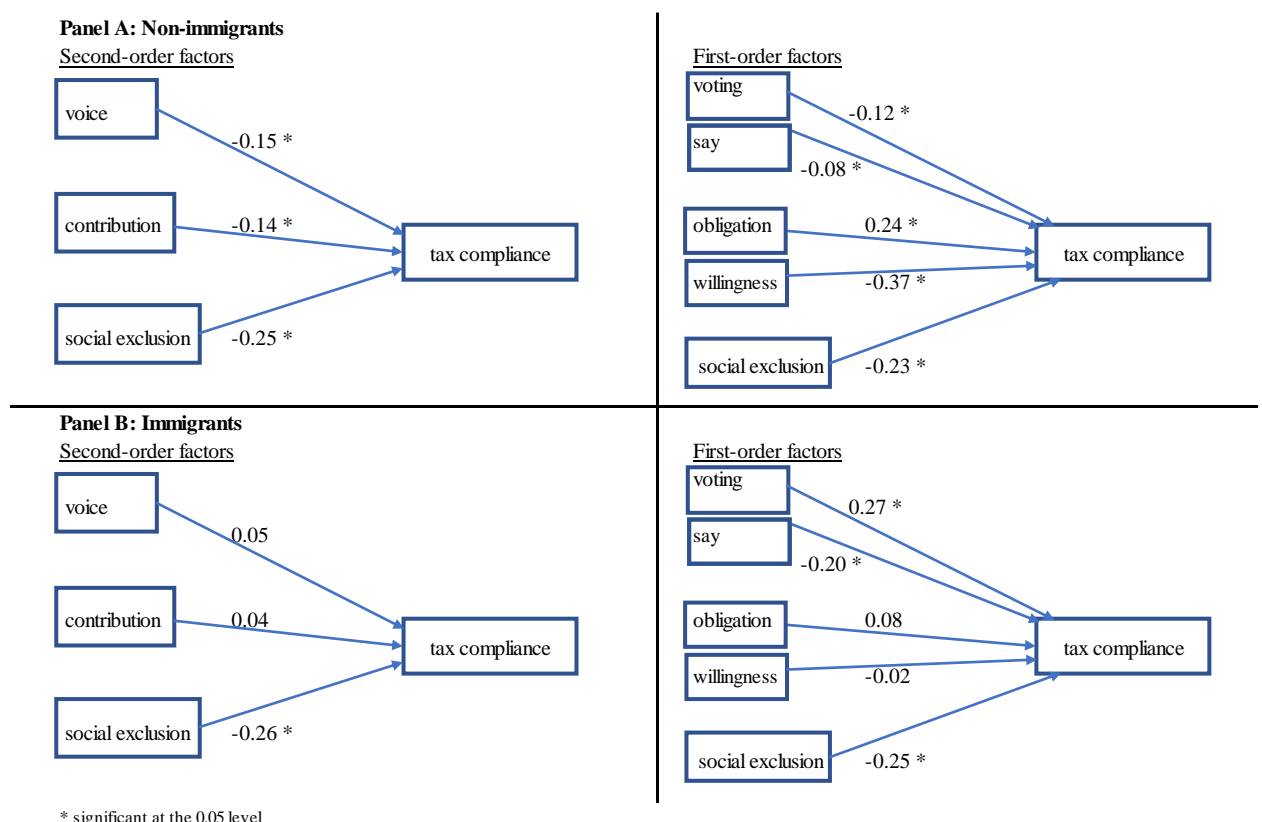 Panel A: Non-immigrants
Second-order factors
voice
-0.15 *
contribution
-0.14 *
tax compliance
social exclusion
-0.25 *
First-order factors
voting
-0.12 *
say
-0.08 *
obligation
0.24 *
tax compliance
willingness
-0.37 *
social exclusion
-0.23 *
Panel B: Immigrants
Second-order factors
voice
0.05
contribution
0.04
tax compliance
social exclusion
-0.26 *
First-order factors
voting
0.27 *
say
-0.20 *
obligation
0.08
tax compliance
willingness
-0.02
social exclusion
-0.25 *
* significant at the 0.05 level